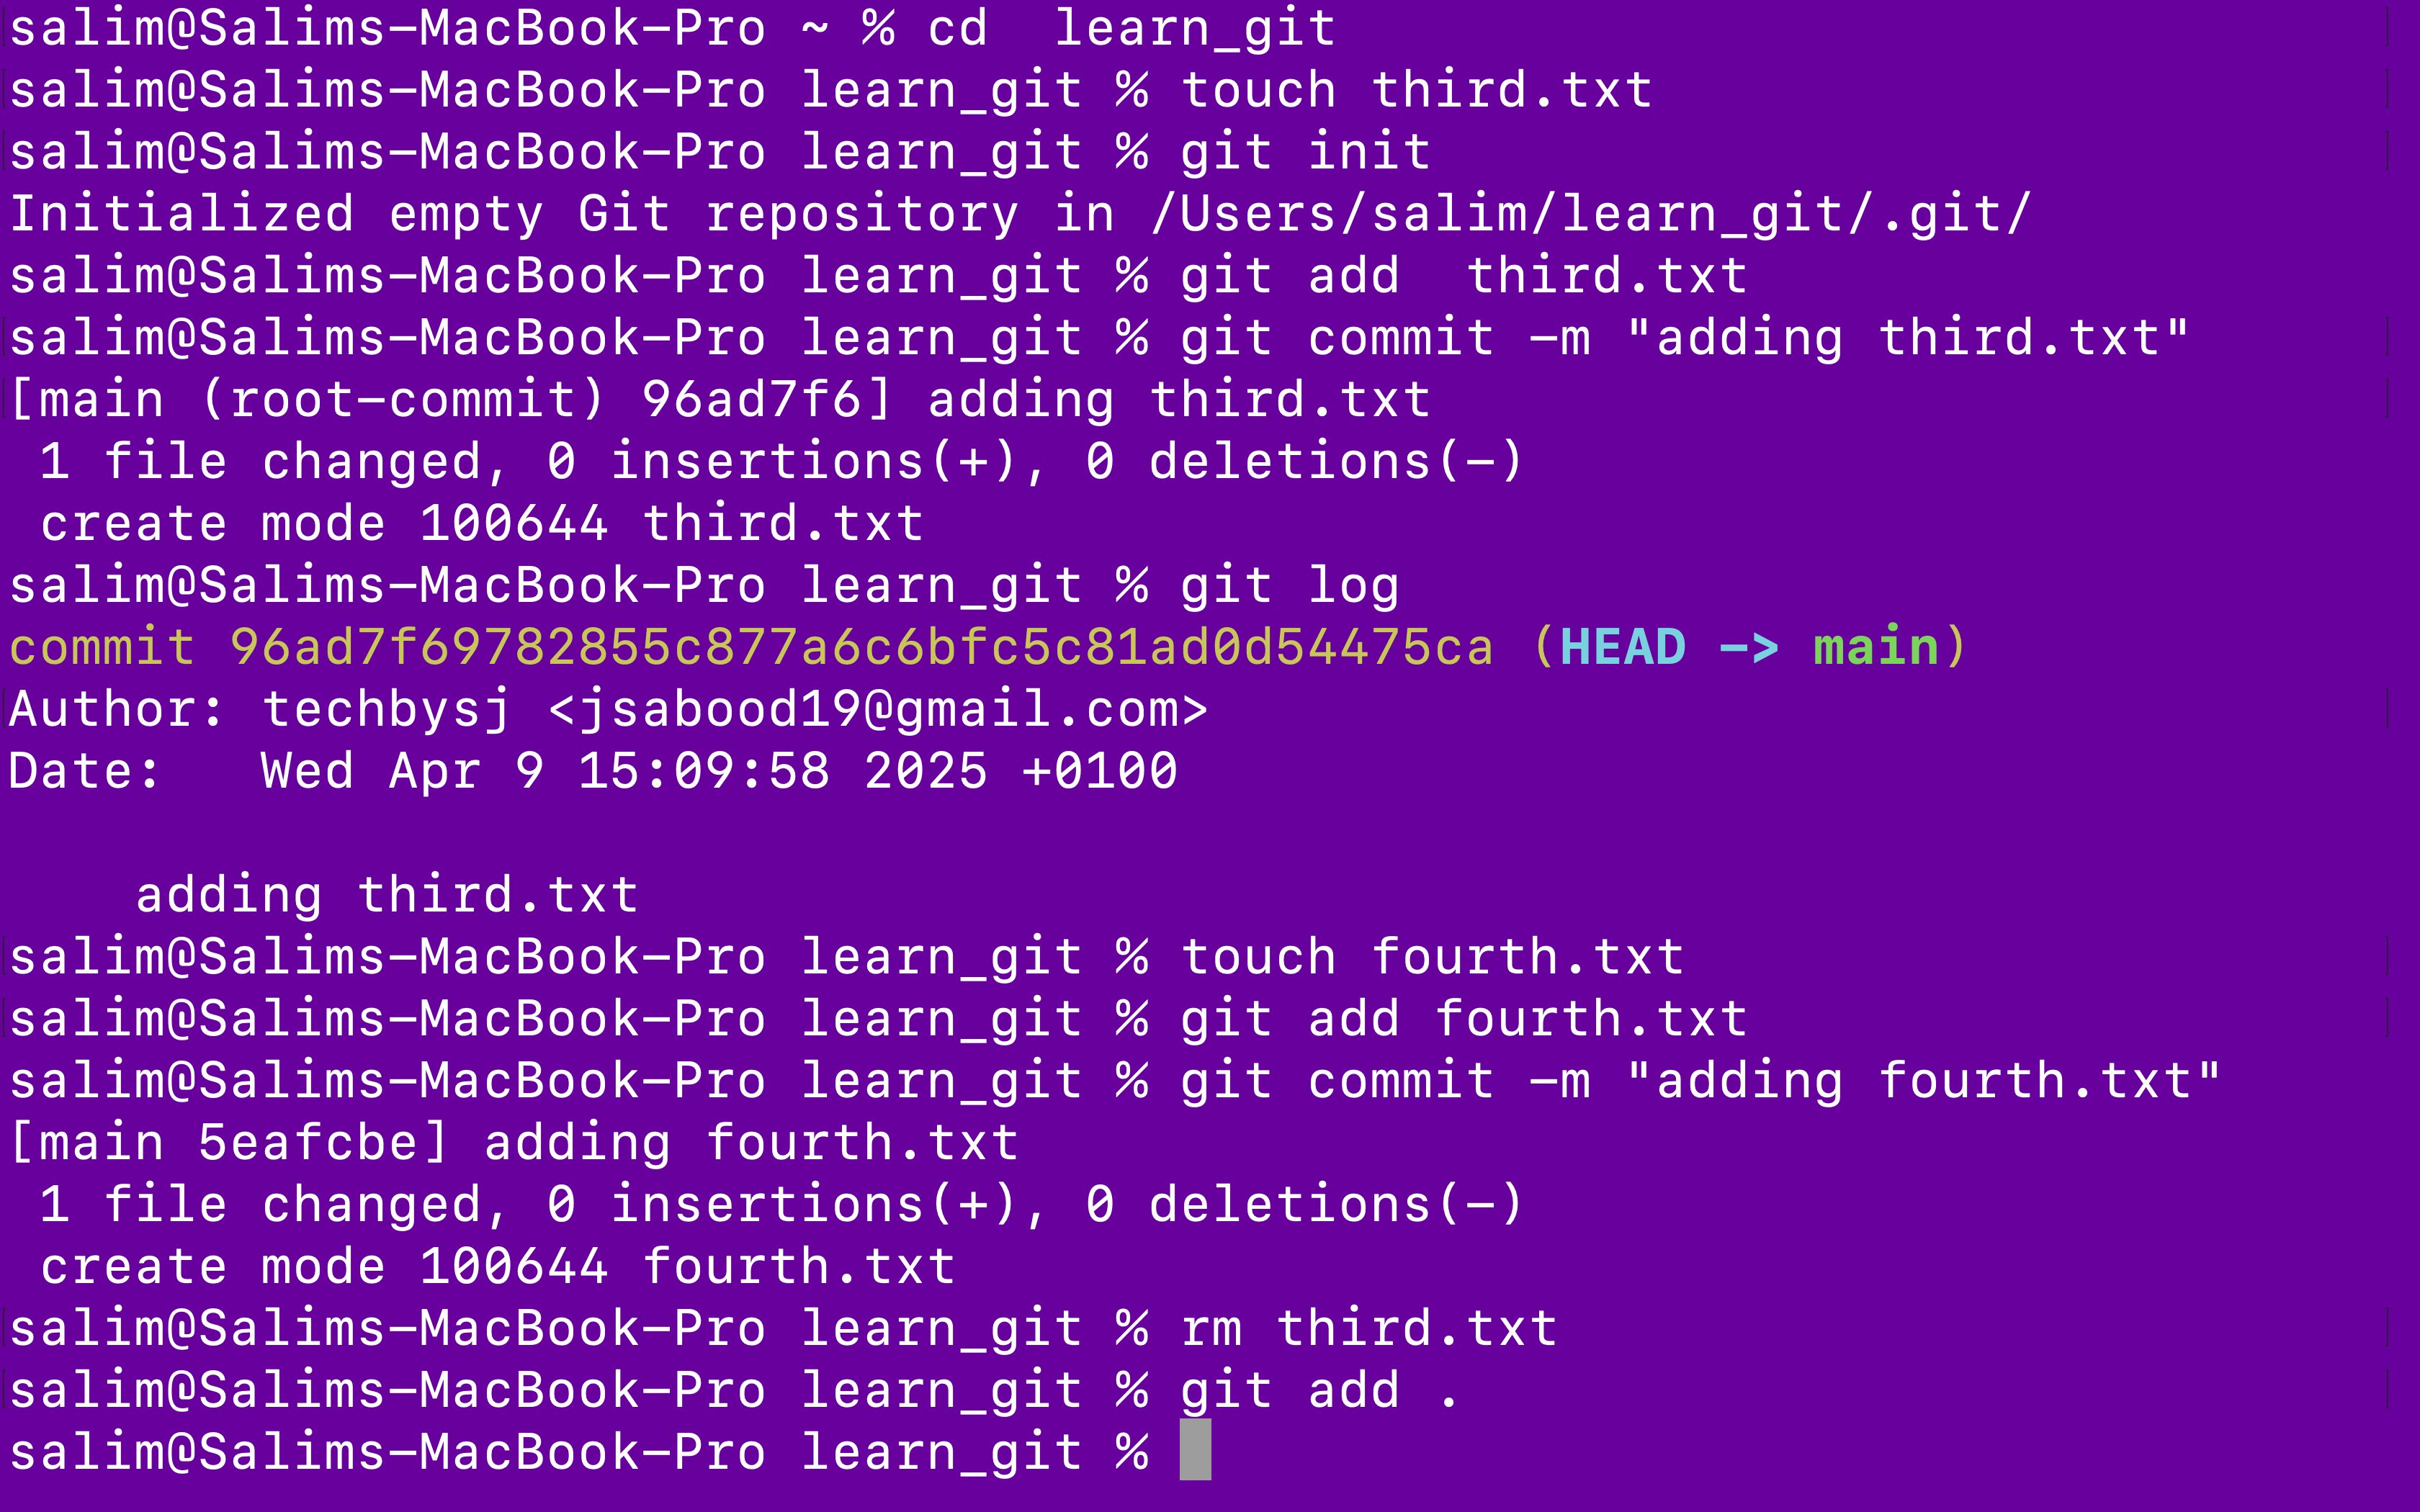 salim@Salims-MacBook-Pro ~ % cd  learn_git
salim@Salims-MacBook-Pro learn_git % touch third.txt
salim@Salims-MacBook-Pro learn_git % git init
Initialized empty Git repository in /Users/salim/learn_git/.git/
salim@Salims-MacBook-Pro learn_git % git add  third.txt
salim@Salims-MacBook-Pro learn_git % git commit -m "adding third.txt"
[main (root-commit) 96ad7f6] adding third.txt
 1 file changed, 0 insertions(+), 0 deletions(-)
 create mode 100644 third.txt
salim@Salims-MacBook-Pro learn_git % git log
commit 96ad7f69782855c877a6c6bfc5c81ad0d54475ca (HEAD -> main)
Author: techbysj <jsabood19@gmail.com>
Date:   Wed Apr 9 15:09:58 2025 +0100

    adding third.txt
salim@Salims-MacBook-Pro learn_git % touch fourth.txt
salim@Salims-MacBook-Pro learn_git % git add fourth.txt
salim@Salims-MacBook-Pro learn_git % git commit -m "adding fourth.txt"
[main 5eafcbe] adding fourth.txt
 1 file changed, 0 insertions(+), 0 deletions(-)
 create mode 100644 fourth.txt
salim@Salims-MacBook-Pro learn_git % rm third.txt
salim@Salims-MacBook-Pro learn_git % git add .
salim@Salims-MacBook-Pro learn_git %